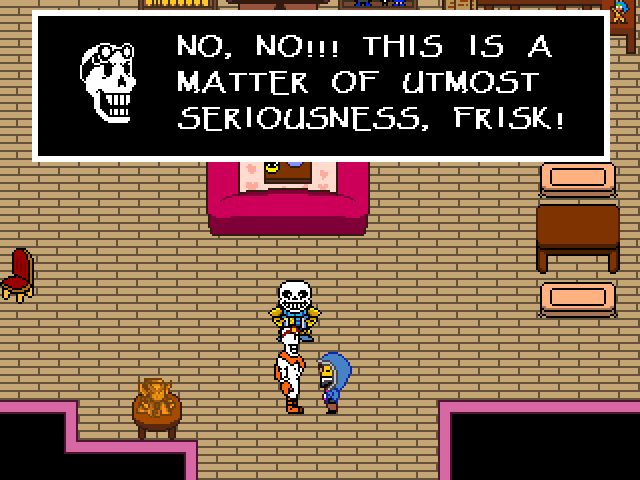 NO, NO!!! THIS IS A
MATTER OF UTMOST
SERIOUSNESS, FRISK!